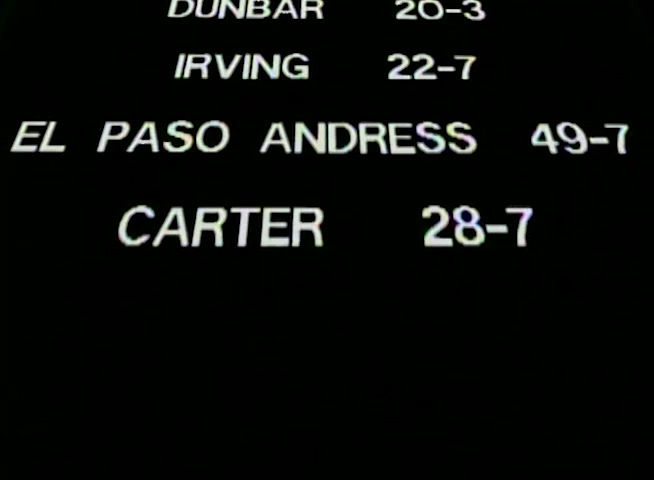 DUNBAR 20-3
IRVING 22-7
EL PASO ANDRESS 49-7
CARTER 28-7